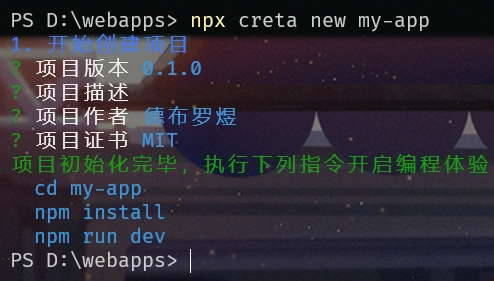 PS D:\webapps> npx creta new my-app
1. 开始创建项目
? 项目版本 0.1.0
? 项目描述
? 项目作者 德布罗煜
? 项目证书 MIT
项目初始化完毕，执行下列指令开启编程体验
cd my-app
npm install
npm run dev
PS D:\webapps>